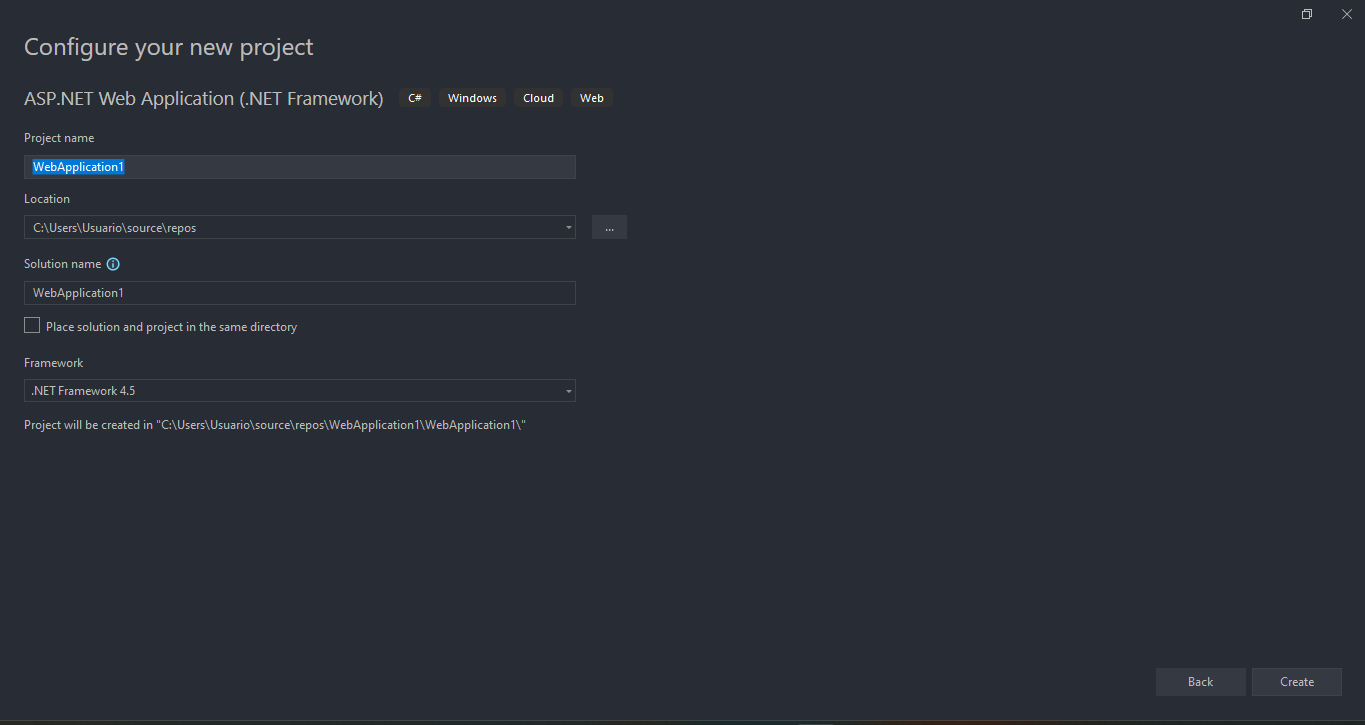 Configure your new project
ASP.NET Web Application (.NET Framework) C# Windows Cloud Web
Project name
WebApplication1
Location
C:\Users\Usuario\source\repos
...
Solution name
WebApplication1
Place solution and project in the same directory
Framework
.NET Framework 4.5
Project will be created in "C:\Users\Usuario\source\repos\WebApplication1\WebApplication1\"
Back Create